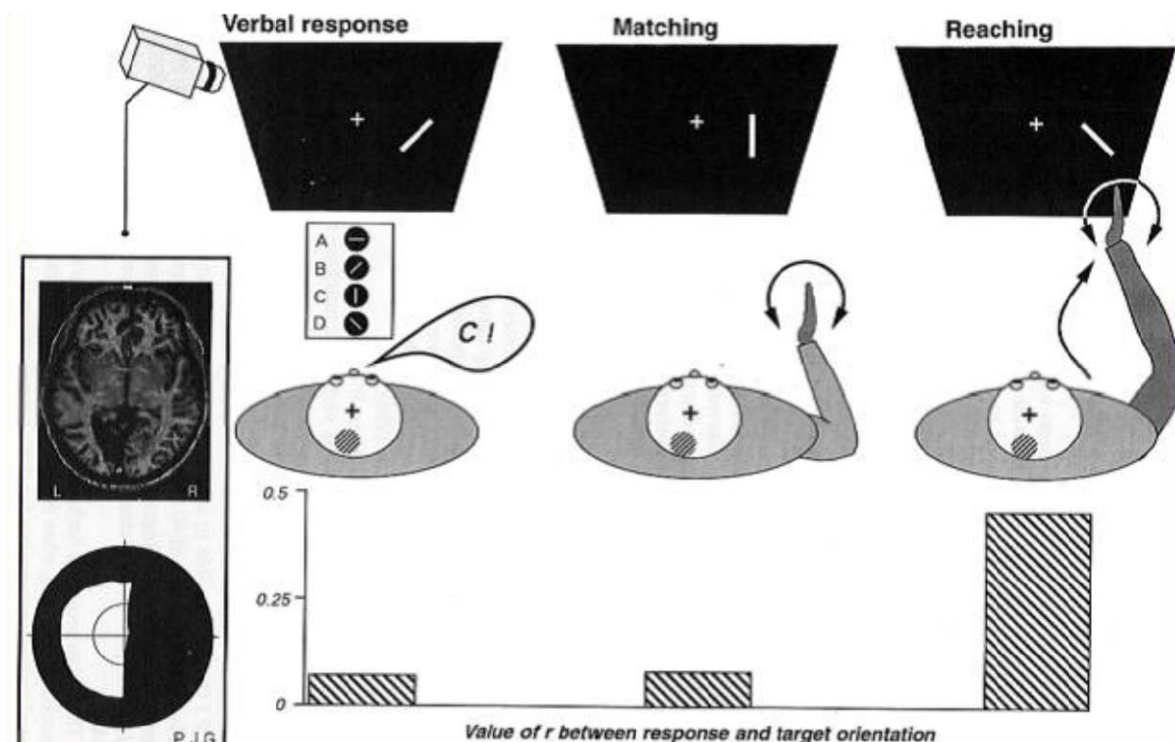 Verbal response
Matching
Reaching
A
B
C
D
C !
L R
P.J.G.
0.5
0.25
0
Value of r between response and target orientation